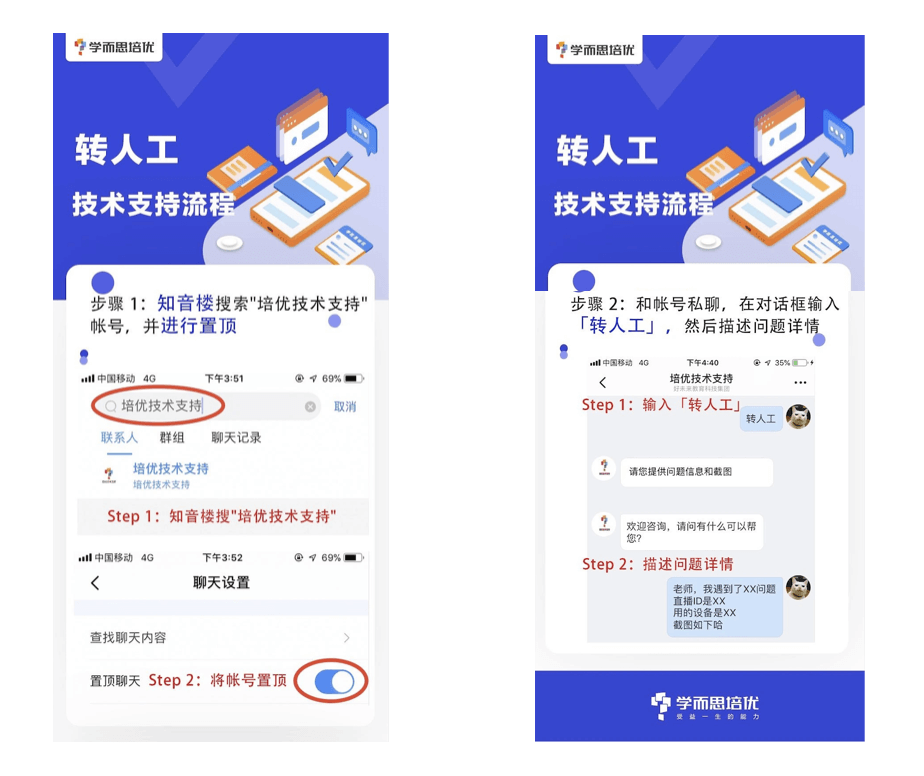 学而思培优
转人工
技术支持流程
步骤 1：知音楼搜索"培优技术支持"
帐号，并进行置顶
中国移动 4G 下午3:51 69%
培优技术支持 取消
联系人 群组 聊天记录
培优技术支持
培优技术支持
Step 1：知音楼搜"培优技术支持"
中国移动 4G 下午3:52 69%
聊天设置
查找聊天内容
置顶聊天 Step 2：将帐号置顶
学而思培优
转人工
技术支持流程
步骤 2：和帐号私聊，在对话框输入
「转人工」，然后描述问题详情
中国移动 4G 下午4:40 35%
培优技术支持
好未来教育科技集团
Step 1：输入「转人工」
转人工
请您提供问题信息和截图
欢迎咨询，请问有什么可以帮
您?
Step 2：描述问题详情
老师，我遇到了XX问题
直播ID是XX
用的设备是XX
截图如下哈
学而思培优
受益一生的能力